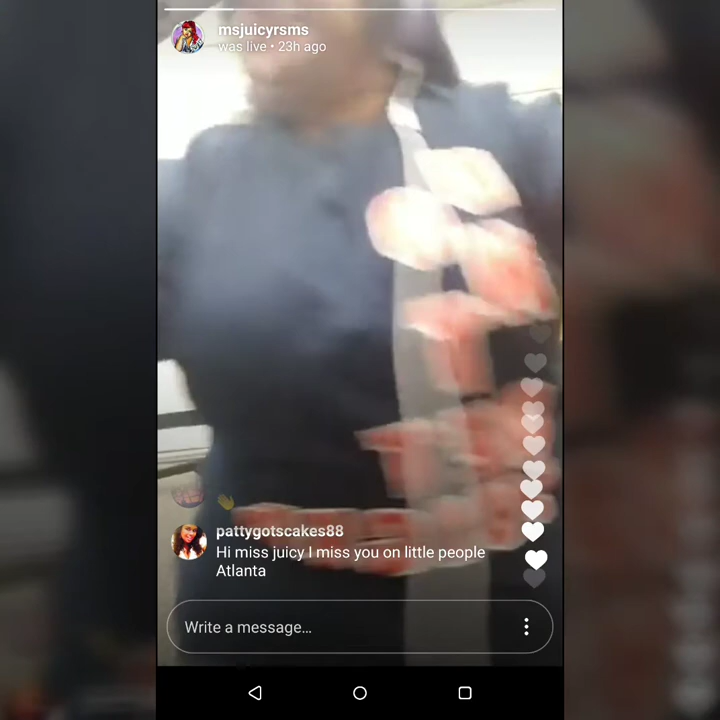 msjuicyrsms
was live • 23h ago
pattygotscakes88
Hi miss juicy I miss you on little people
Atlanta
Write a message...